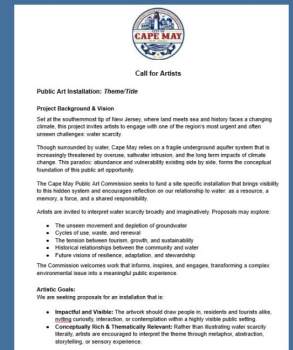 CAPE MAY
Call for Artists
Public Art Installation: Theme/Title
Project Background & Vision
Set at the southernmost tip of New Jersey, where land meets sea and history faces a changing
climate, this project invites artists to engage with one of the region's most urgent and often
unseen challenges: water scarcity.
Though surrounded by water, Cape May relies on a fragile underground aquifer system that is
increasingly threatened by overuse, saltwater intrusion, and the long term impacts of climate
change. This paradox: abundance and vulnerability existing side by side, forms the conceptual
foundation of this public art opportunity.
The Cape May Public Art Commission seeks to fund a site specific installation that brings visibility
to this hidden system and encourages reflection on our relationship to water: as a resource, a
memory, a force, and a shared responsibility.
Artists are invited to interpret water scarcity broadly and imaginatively. Proposals may explore:
● The unseen movement and depletion of groundwater
● Cycles of use, waste, and renewal
● The tension between tourism, growth, and sustainability
● Historical relationships between the community and water
● Future visions of resilience, adaptation, and stewardship
The Commission welcomes work that informs, inspires, and engages, transforming a complex
environmental issue into a meaningful public experience.
Artistic Goals:
We are seeking proposals for an installation that is:
● Impactful and Visible: The artwork should draw people in, residents and tourists alike,
inviting curiosity, interaction, or contemplation within a highly visible public setting.
● Conceptually Rich & Thematically Relevant: Rather than illustrating water scarcity
literally, artists are encouraged to interpret the theme through metaphor, abstraction,
storytelling, or sensory experience.